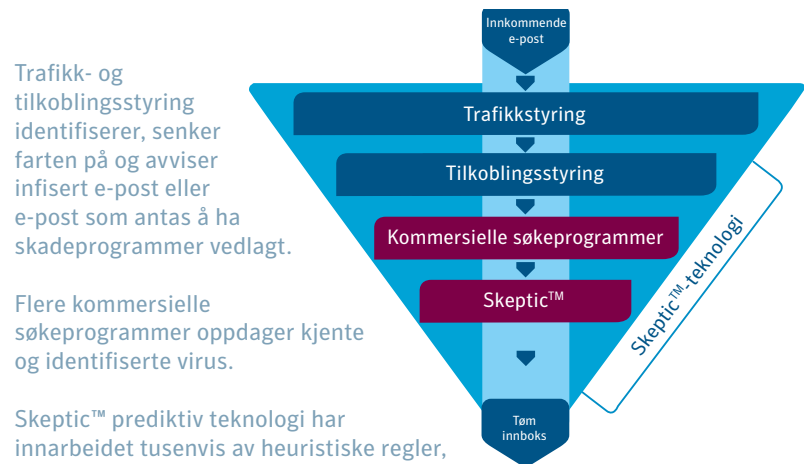 Trafikk- og
tilkoblingsstyring
identifiserer, senker
farten på og avviser
infisert e-post eller
e-post som antas å ha
skadeprogrammer vedlagt.
Flere kommersielle
søkeprogrammer oppdager kjente
og identifiserte virus.
Skeptic™ prediktiv teknologi har
innarbeidet tusenvis av heuristiske regler,
Innkommende
e-post
Trafikkstyring
Tilkoblingsstyring
Kommersielle søkeprogrammer
Skeptic™
Tøm
innboks
Skeptic™-teknologi